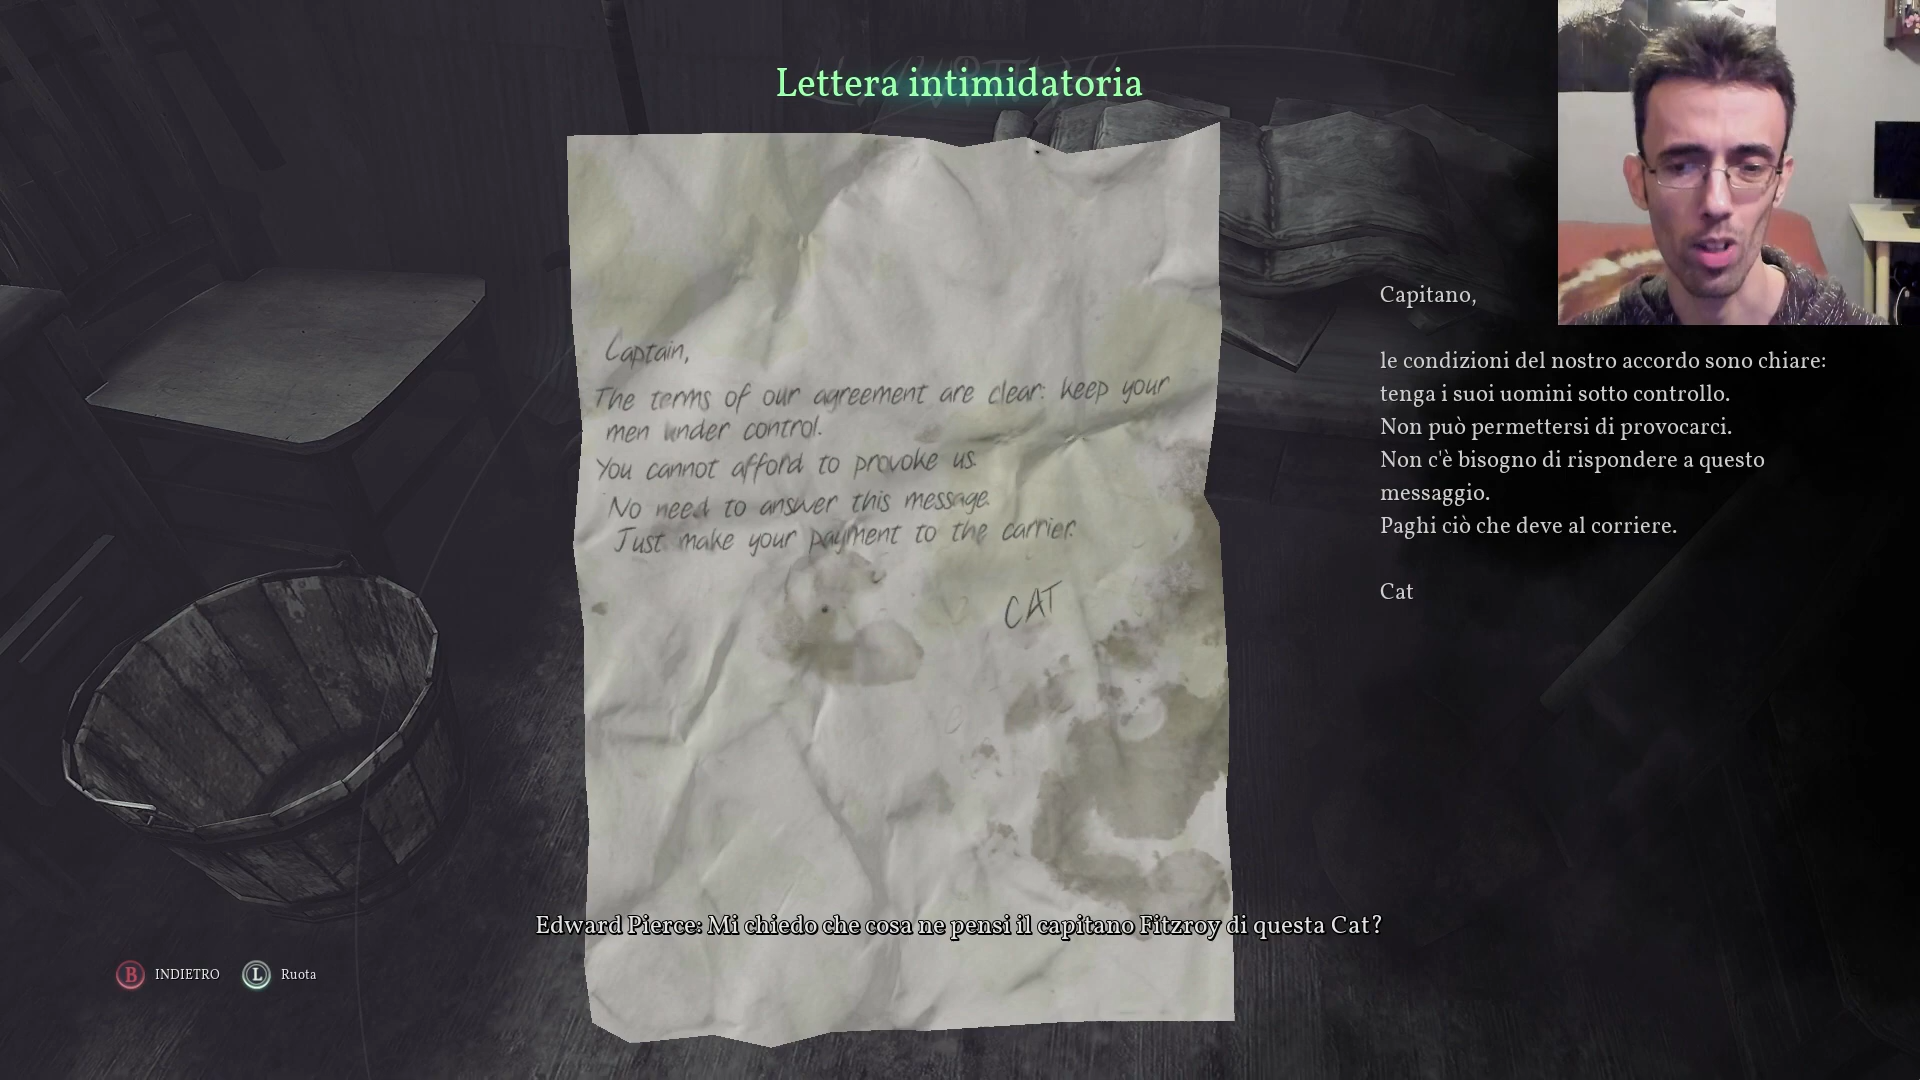 Lettera intimidatoria
Captain,
The terms of our agreement are clear: keep your
men under control.
You cannot afford to provoke us.
No need to answer this message.
Just make your payment to the carrier.
CAT
Capitano,
le condizioni del nostro accordo sono chiare:
tenga i suoi uomini sotto controllo.
Non può permettersi di provocarci.
Non c'è bisogno di rispondere a questo
messaggio.
Paghi ciò che deve al corriere.
Cat
Edward Pierce: Mi chiedo che cosa ne pensi il capitano Fitzroy di questa Cat?
B INDIETRO L Ruota